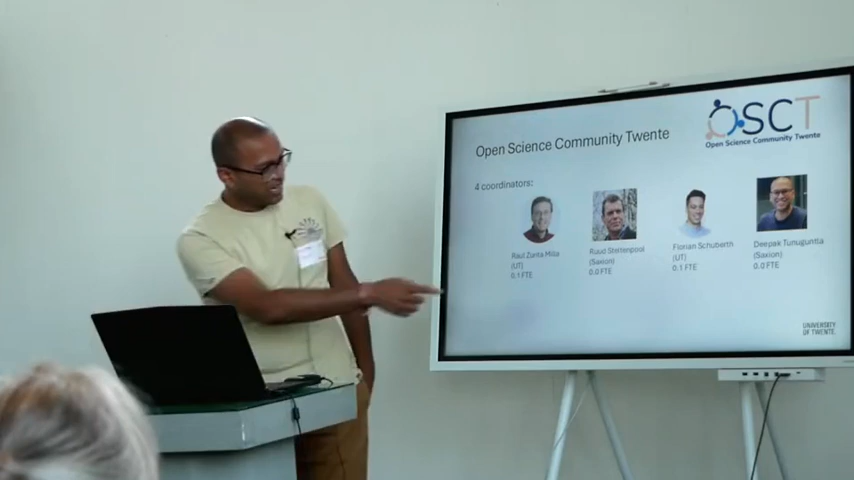 Open Science Community Twente
OSCT
Open Science Community Twente
4 coordinators:
Raul Zurita Milla
(UT)
0.1 FTE
Ruud Steltenpool
(Saxion)
0.0 FTE
Florian Schuberth
(UT)
0.1 FTE
Deepak Tunuguntla
(Saxion)
0.0 FTE
UNIVERSITY
OF TWENTE